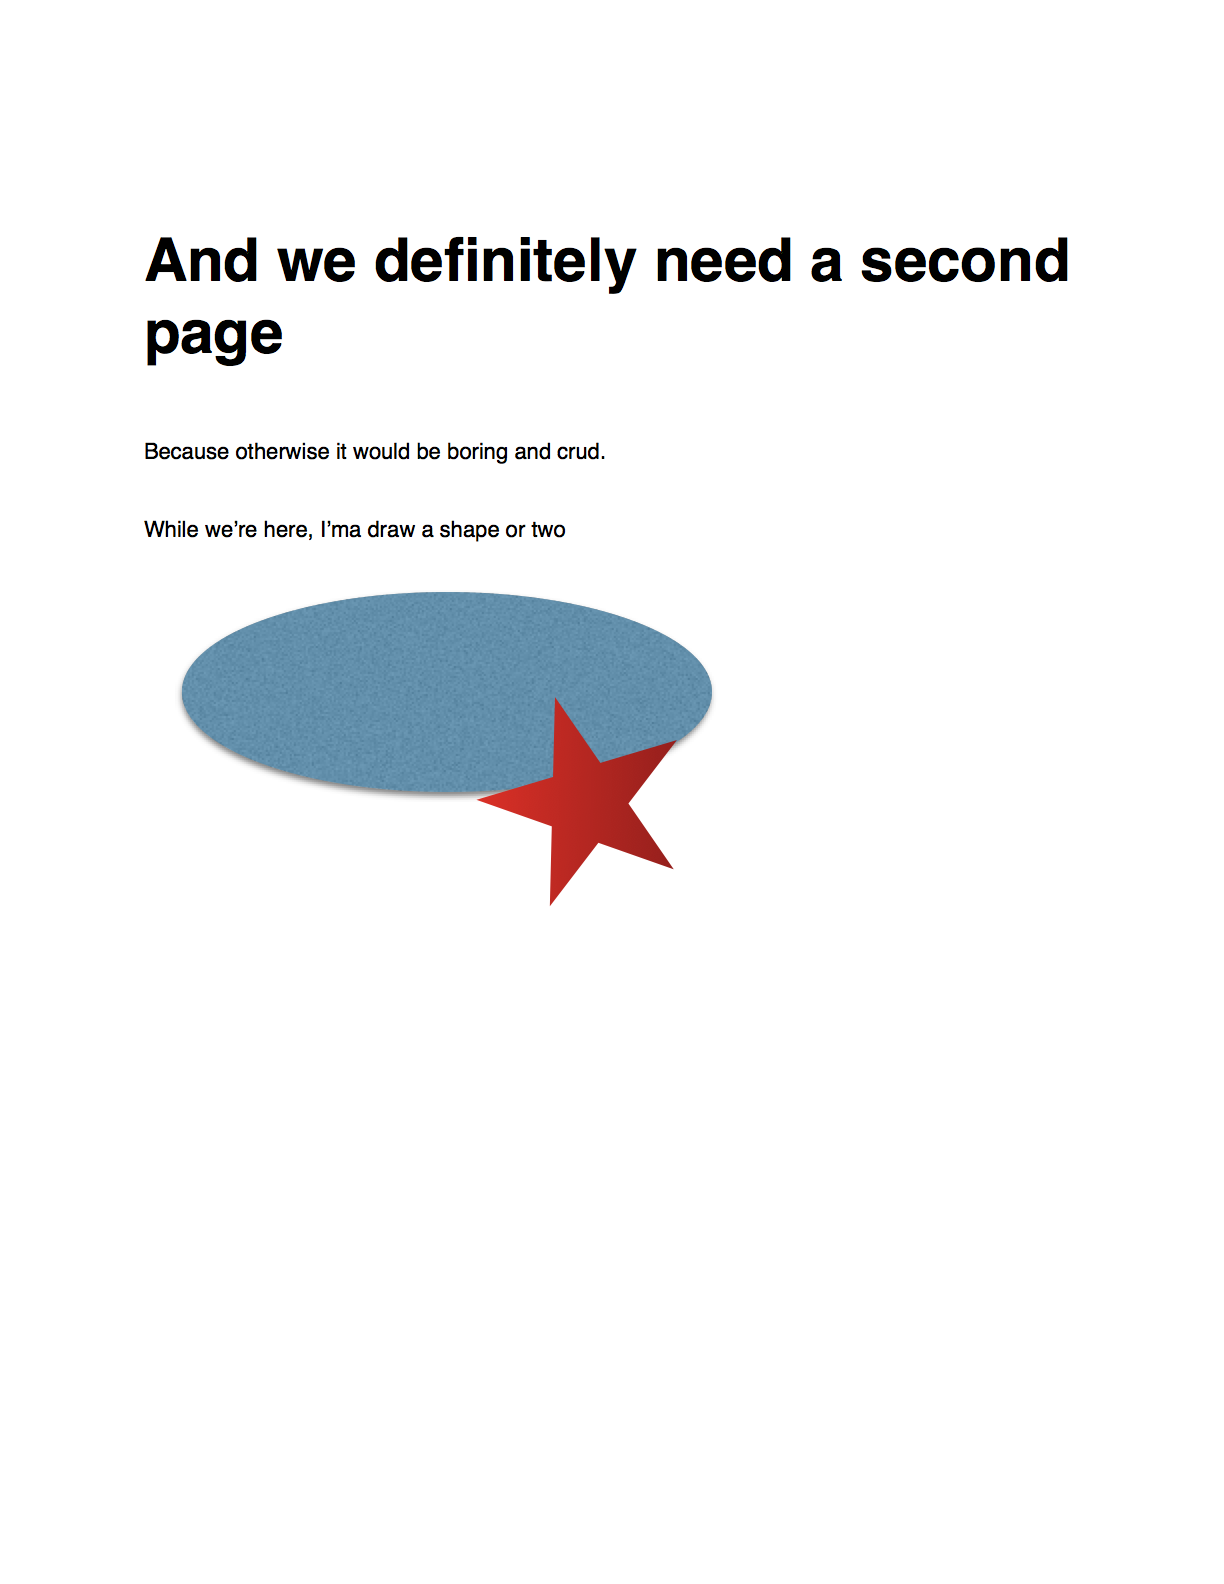 And we definitely need a second
page
Because otherwise it would be boring and crud.
While we’re here, I’ma draw a shape or two